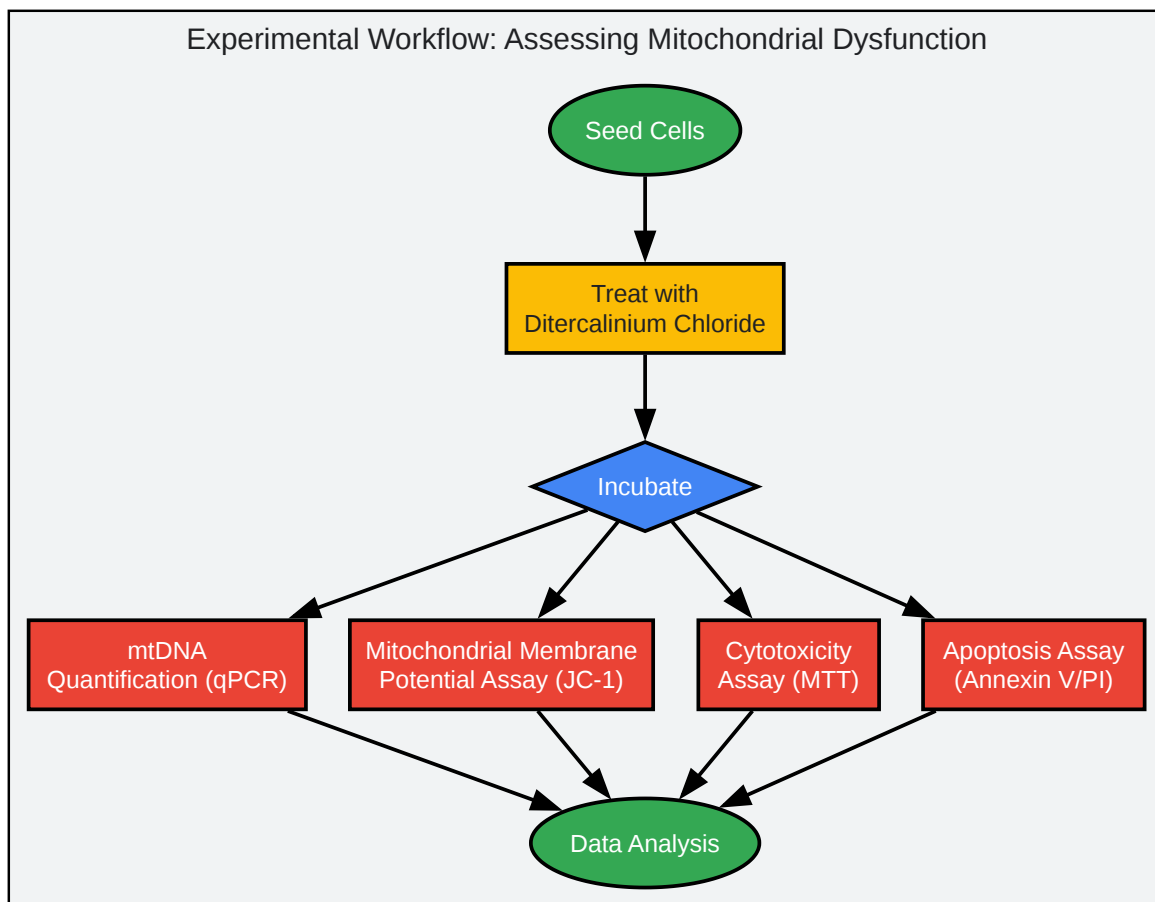 Experimental Workflow: Assessing Mitochondrial Dysfunction
Seed Cells
Treat with
Ditercalinium Chloride
Incubate
mtDNA
Quantification (qPCR)
Mitochondrial Membrane
Potential Assay (JC-1)
Cytotoxicity
Assay (MTT)
Apoptosis Assay
(Annexin V/PI)
Data Analysis